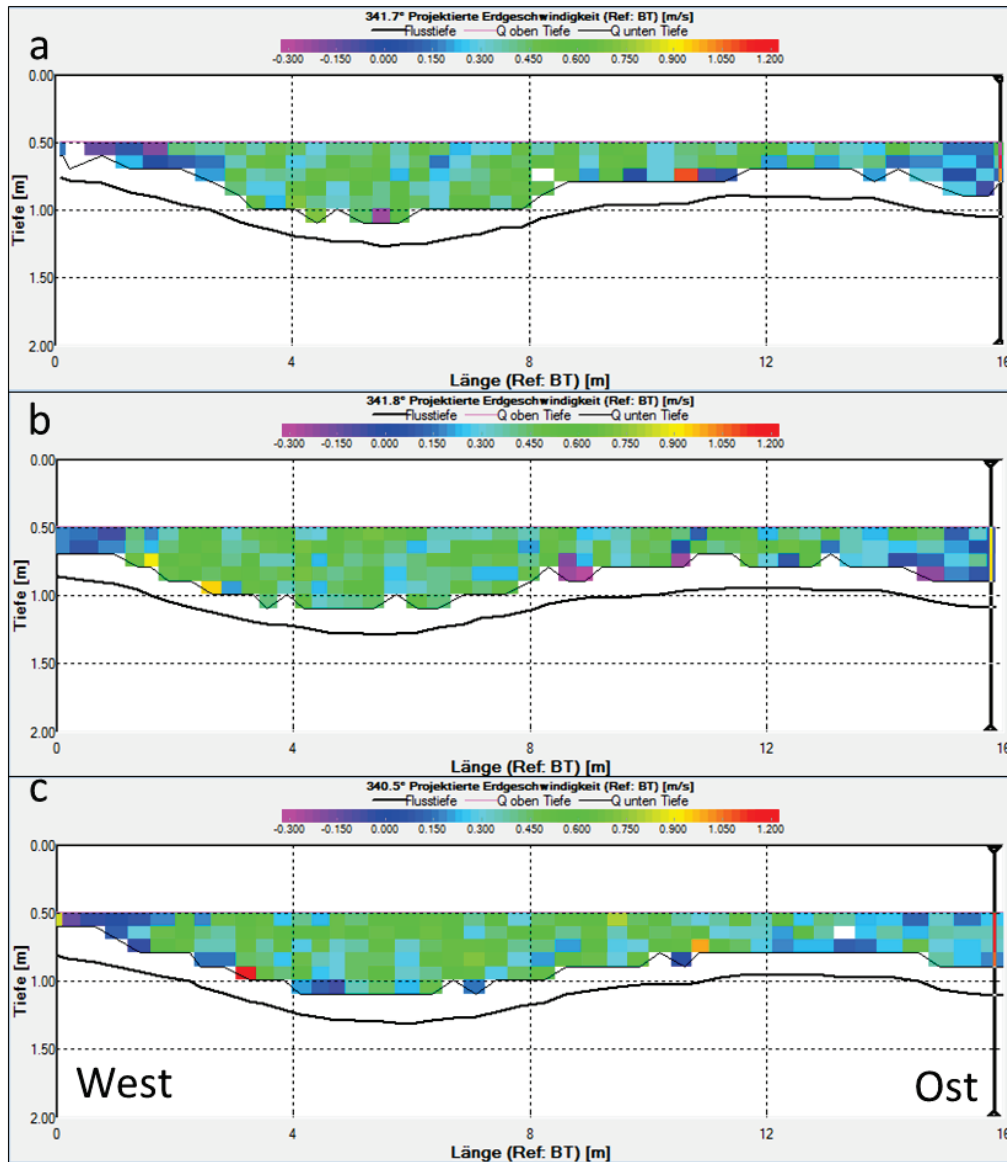 a
341.7° Projektierte Erdgeschwindigkeit (Ref: BT) [m/s]
Flusstiefe Q oben Tiefe Q unten Tiefe
-0.300 -0.150 0.000 0.150 0.300 0.450 0.600 0.750 0.900 1.050 1.200
0.00
0.50
1.00
1.50
2.00
Tiefe [m]
0 4 8 12 16
Länge (Ref: BT) [m]
b
341.8° Projektierte Erdgeschwindigkeit (Ref: BT) [m/s]
Flusstiefe Q oben Tiefe Q unten Tiefe
-0.300 -0.150 0.000 0.150 0.300 0.450 0.600 0.750 0.900 1.050 1.200
0.00
0.50
1.00
1.50
2.00
Tiefe [m]
0 4 8 12 16
Länge (Ref: BT) [m]
c
340.5° Projektierte Erdgeschwindigkeit (Ref: BT) [m/s]
Flusstiefe Q oben Tiefe Q unten Tiefe
-0.300 -0.150 0.000 0.150 0.300 0.450 0.600 0.750 0.900 1.050 1.200
0.00
0.50
1.00
1.50
2.00
Tiefe [m]
West Ost
0 4 8 12 16
Länge (Ref: BT) [m]